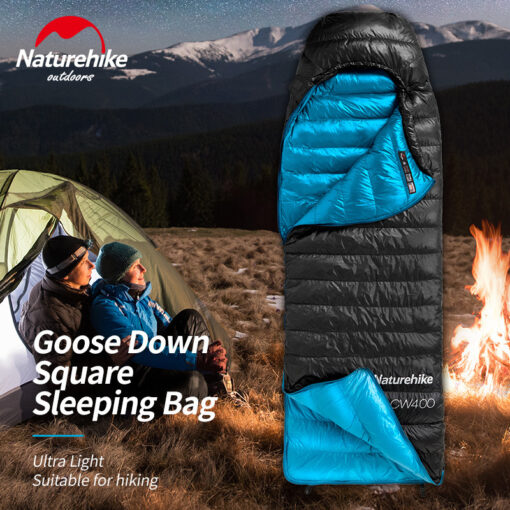 Naturehike
outdoors
Goose Down
Square
Sleeping Bag
Ultra Light
Suitable for hiking
Naturehike
CW400